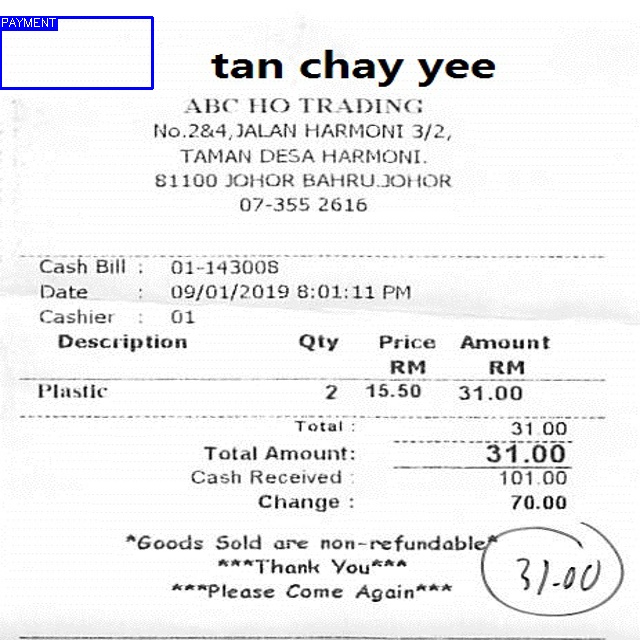 PAYMENT
tan chay yee
ABC HO TRADING
No.2&4,JALAN HARMONI 3/2,
TAMAN DESA HARMONI.
81100 JOHOR BAHRU.JOHOR
07-355 2616
Cash Bill : 01-143008
Date : 09/01/2019 8:01:11 PM
Cashier : 01
Description Qty Price Amount
RM RM
Plastic 2 15.50 31.00
Total : 31.00
Total Amount: 31.00
Cash Received : 101.00
Change : 70.00
*Goods Sold are non-refundable*
***Thank You***
***Please Come Again***
31.00